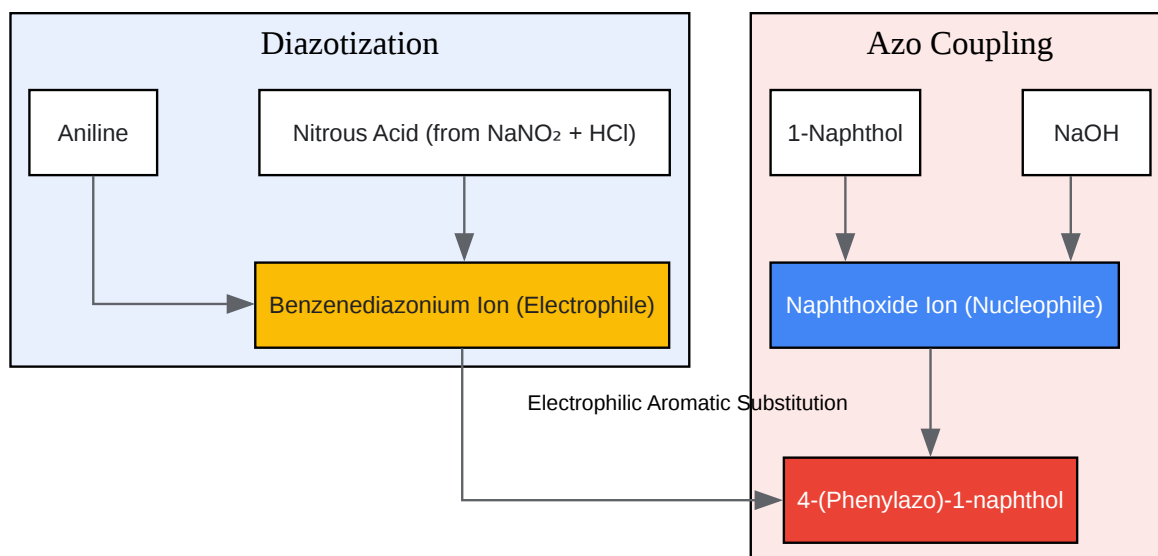 Diazotization
Azo Coupling
Aniline
Nitrous Acid (from NaNO₂ + HCl)
1-Naphthol
NaOH
Benzenediazonium Ion (Electrophile)
Naphthoxide Ion (Nucleophile)
Electrophilic Aromatic Substitution
4-(Phenylazo)-1-naphthol